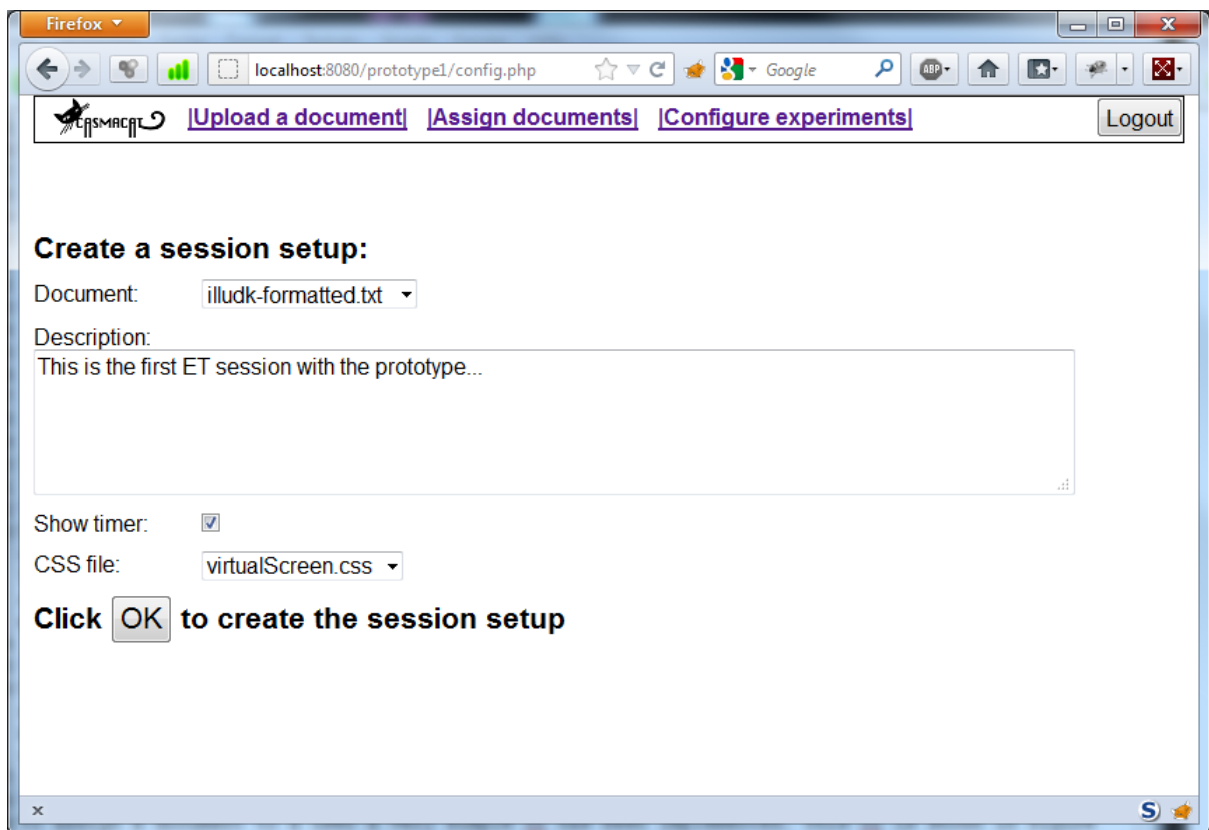 Firefox
localhost:8080/prototype1/config.php Google ABP
CASMACAT |Upload a document| |Assign documents| |Configure experiments| Logout
Create a session setup:
Document: illudk-formatted.txt
Description:
This is the first ET session with the prototype...
Show timer:
CSS file: virtualScreen.css
Click OK to create the session setup
x S